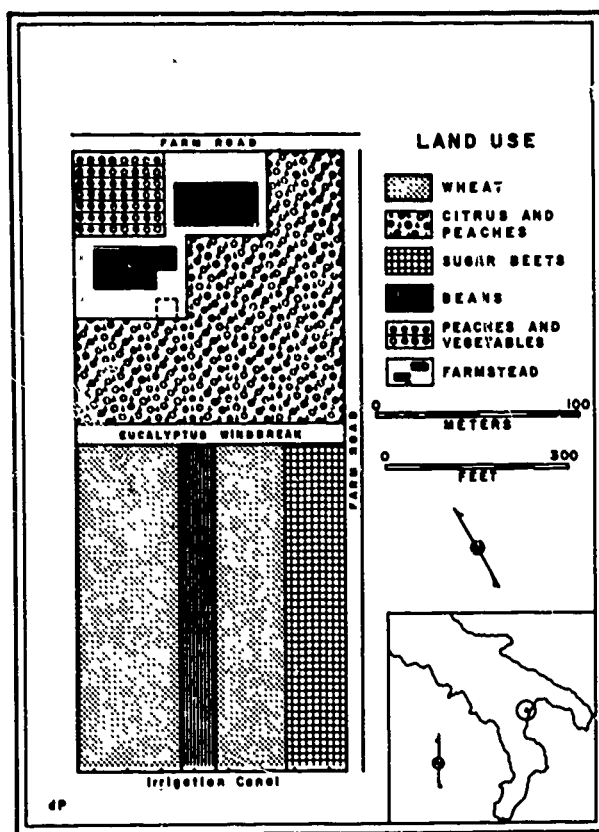 FARM ROAD
LAND USE
WHEAT
CITRUS AND
PEACHES
SUGAR BEETS
BEANS
PEACHES AND
VEGETABLES
FARMSTEAD
0 100
METERS
EUCALYPTUS WINDBREAK
0 300
FEET
FARM ROAD
Irrigation Canal
dP